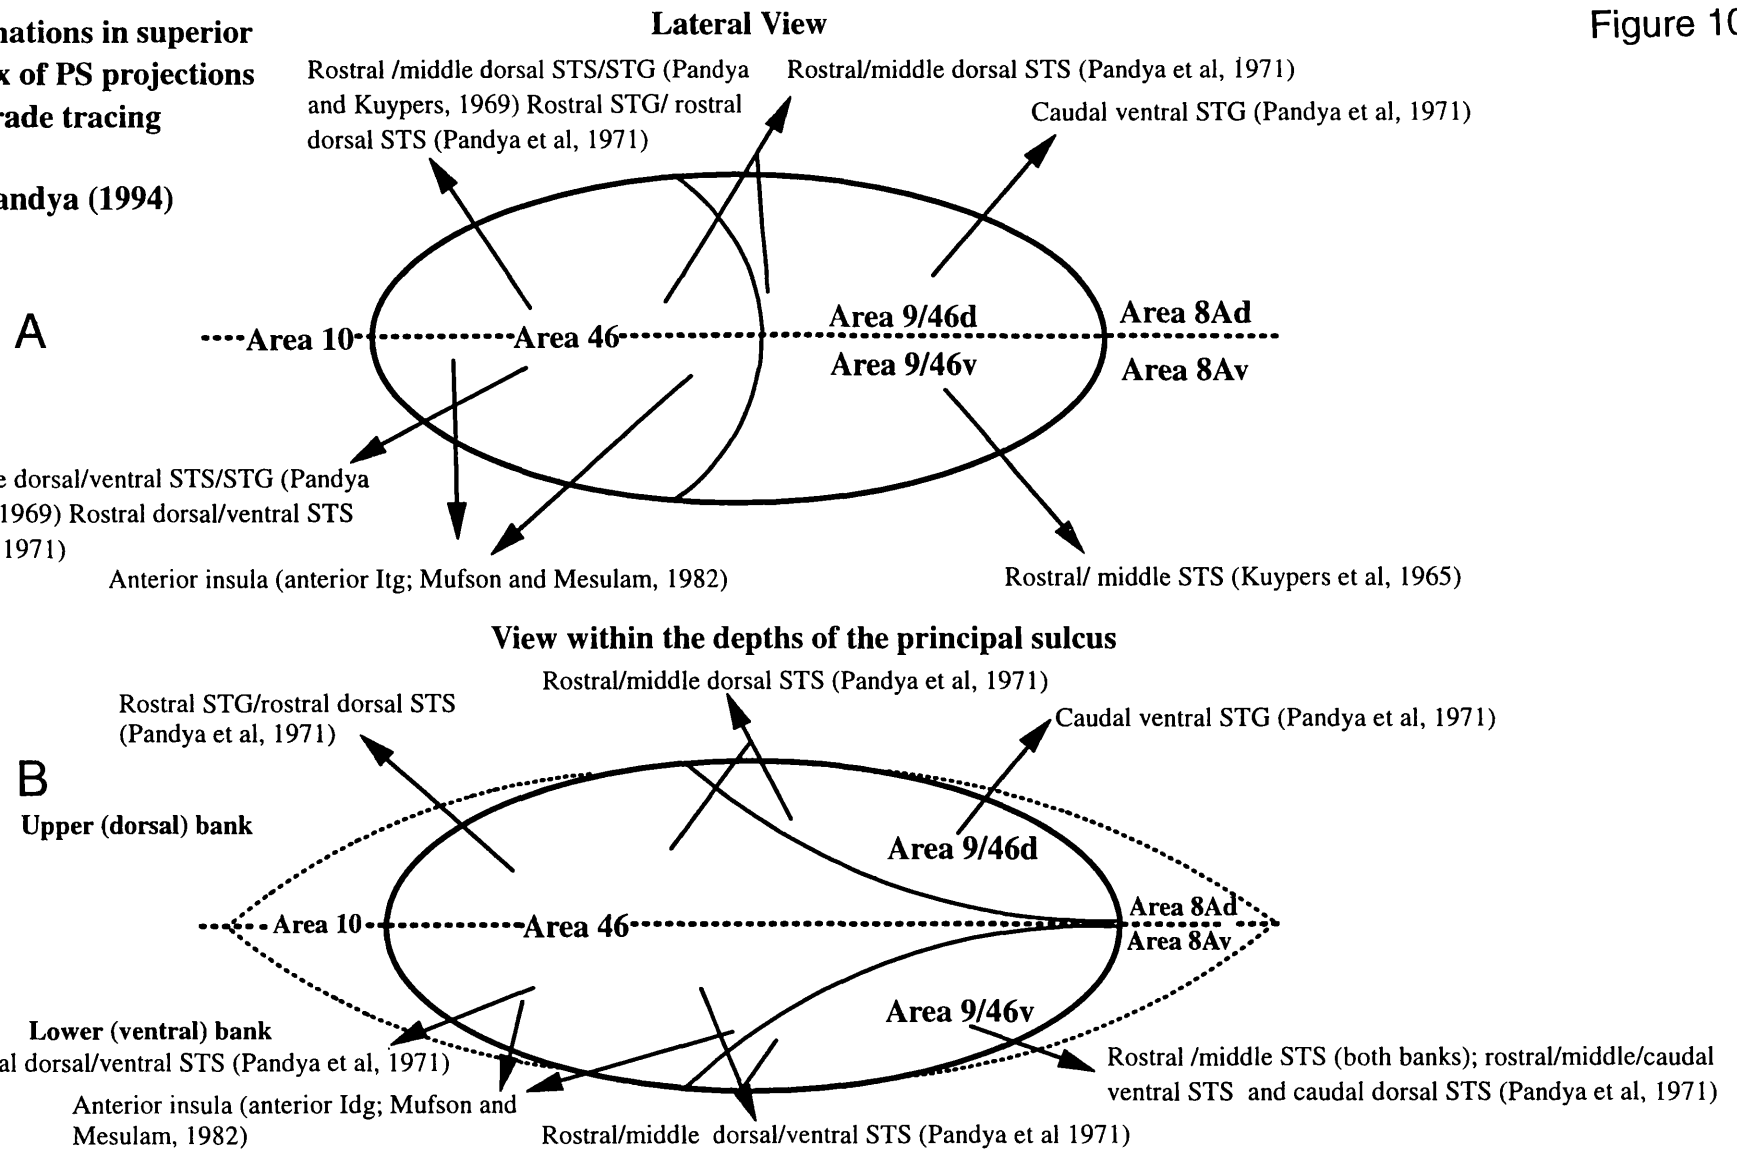 Figure 10
nations in superior
x of PS projections
rade tracing
andya (1994)
Lateral View
Rostral /middle dorsal STS/STG (Pandya
and Kuypers, 1969) Rostral STG/ rostral
dorsal STS (Pandya et al, 1971)
Rostral/middle dorsal STS (Pandya et al, 1971)
Caudal ventral STG (Pandya et al, 1971)
A
Area 10
Area 46
Area 9/46d
Area 9/46v
Area 8Ad
Area 8Av
e dorsal/ventral STS/STG (Pandya
1969) Rostral dorsal/ventral STS
1971)
Anterior insula (anterior Itg; Mufson and Mesulam, 1982)
Rostral/ middle STS (Kuypers et al, 1965)
View within the depths of the principal sulcus
Rostral/middle dorsal STS (Pandya et al, 1971)
Rostral STG/rostral dorsal STS
(Pandya et al, 1971)
Caudal ventral STG (Pandya et al, 1971)
B
Upper (dorsal) bank
Area 9/46d
Area 10
Area 46
Area 8Ad
Area 8Av
Area 9/46v
Lower (ventral) bank
al dorsal/ventral STS (Pandya et al, 1971)
Rostral /middle STS (both banks); rostral/middle/caudal
ventral STS and caudal dorsal STS (Pandya et al, 1971)
Anterior insula (anterior Idg; Mufson and
Mesulam, 1982)
Rostral/middle dorsal/ventral STS (Pandya et al 1971)